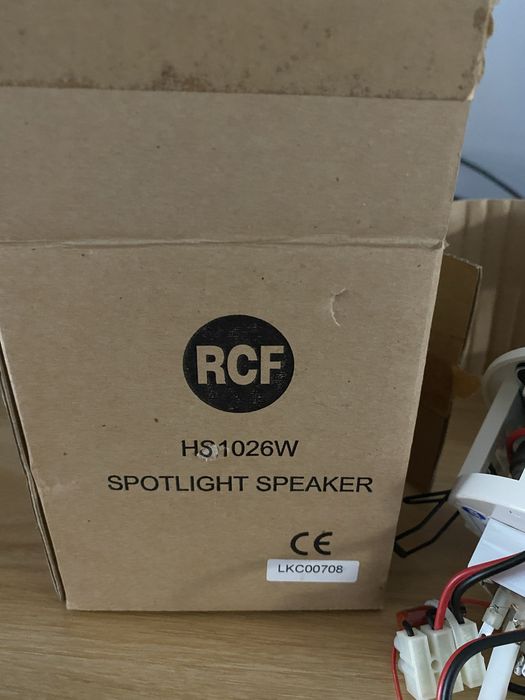 RCF
HS1026W
SPOTLIGHT SPEAKER
CE
LKC00708